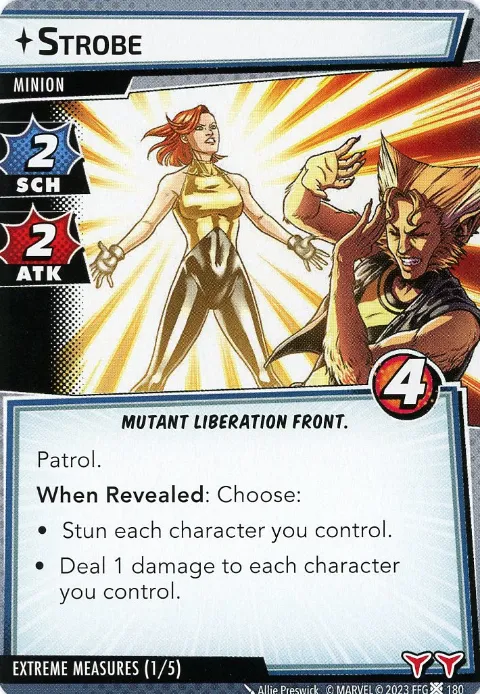 STROBE
MINION
2
SCH
2
ATK
4
MUTANT LIBERATION FRONT.
Patrol.
When Revealed: Choose:
• Stun each character you control.
• Deal 1 damage to each character
you control.
EXTREME MEASURES (1/5)
Allie Preswick © MARVEL © 2023 FFG 180